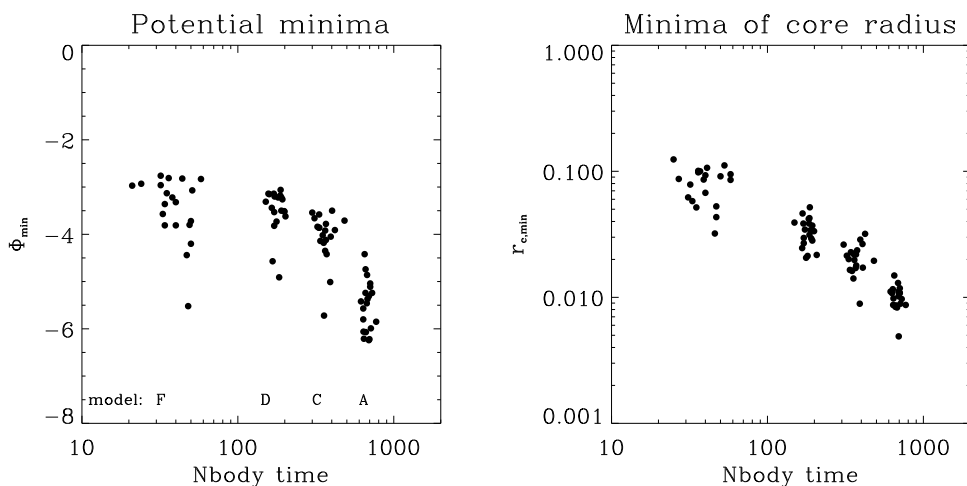 Potential minima
0
−2
−4
−6
−8
Φmin
model: F D C A
10 100 1000
Nbody time
Minima of core radius
1.000
0.100
0.010
0.001
rc,min
10 100 1000
Nbody time